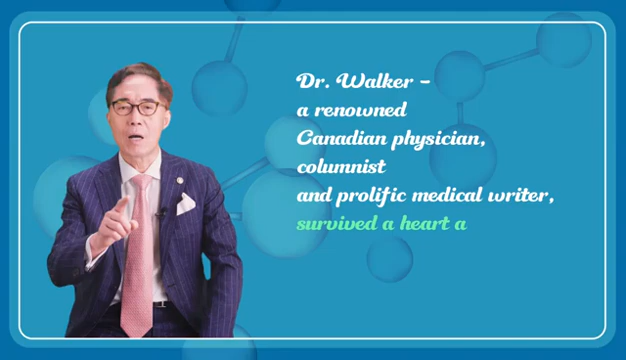 Dr. Walker –
a renowned
Canadian physician,
columnist
and prolific medical writer,
survived a heart a